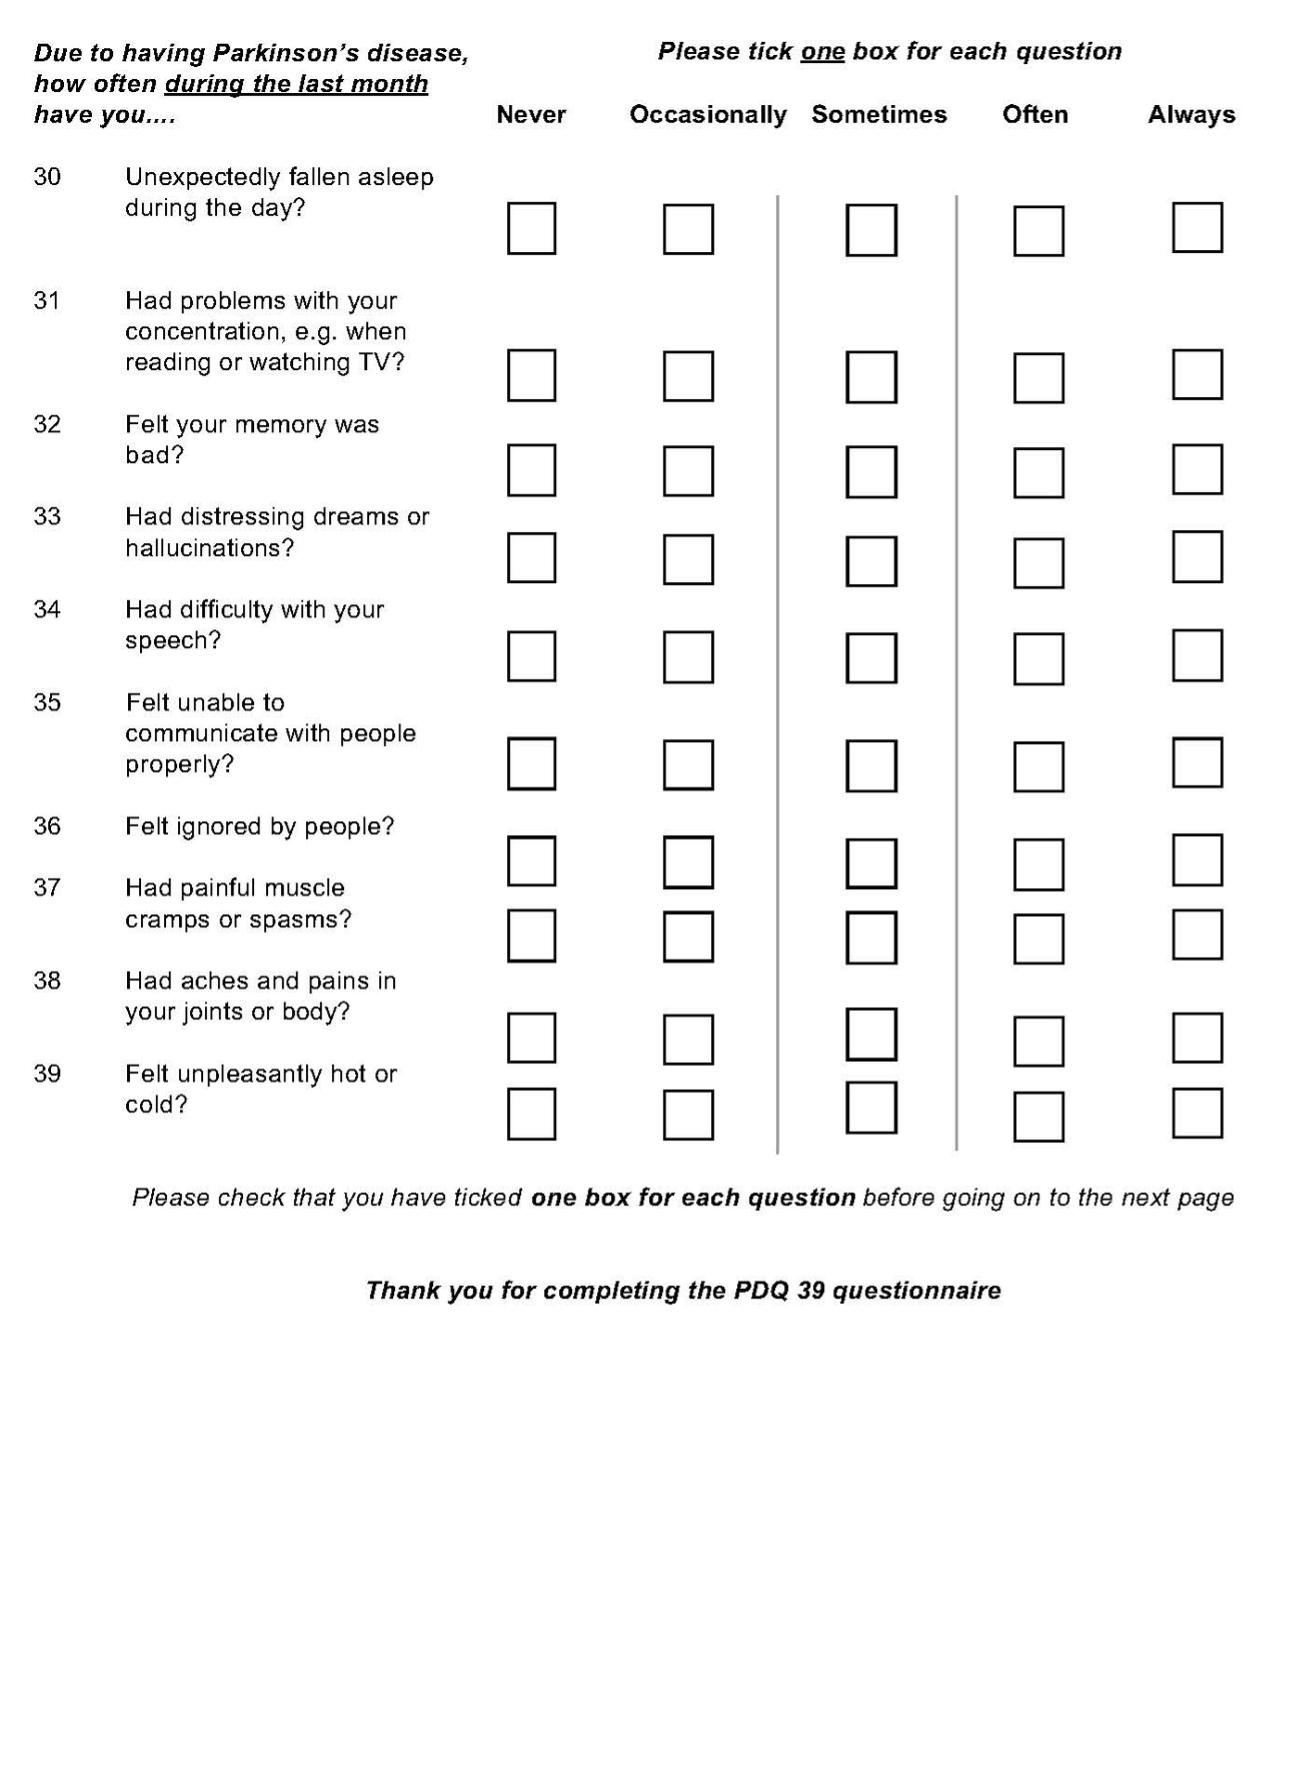 Due to having Parkinson’s disease,
how often during the last month
have you....
Please tick one box for each question
Never Occasionally Sometimes Often Always
30 Unexpectedly fallen asleep
during the day?
31 Had problems with your
concentration, e.g. when
reading or watching TV?
32 Felt your memory was
bad?
33 Had distressing dreams or
hallucinations?
34 Had difficulty with your
speech?
35 Felt unable to
communicate with people
properly?
36 Felt ignored by people?
37 Had painful muscle
cramps or spasms?
38 Had aches and pains in
your joints or body?
39 Felt unpleasantly hot or
cold?
Please check that you have ticked one box for each question before going on to the next page
Thank you for completing the PDQ 39 questionnaire